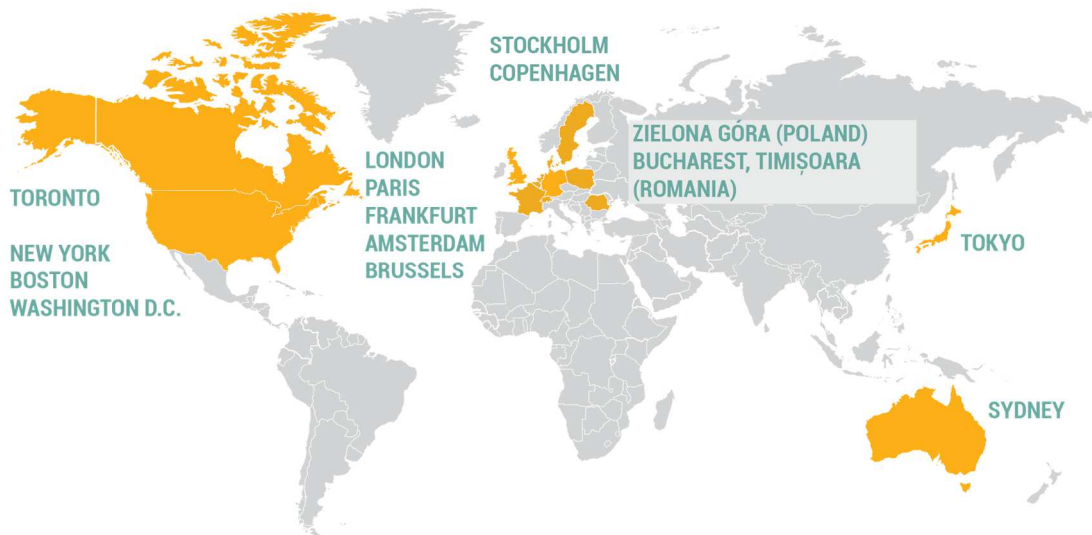 STOCKHOLM
COPENHAGEN
ZIELONA GÓRA (POLAND)
BUCHAREST, TIMIȘOARA
(ROMANIA)
LONDON
PARIS
FRANKFURT
AMSTERDAM
BRUSSELS
TORONTO
NEW YORK
BOSTON
WASHINGTON D.C.
TOKYO
SYDNEY